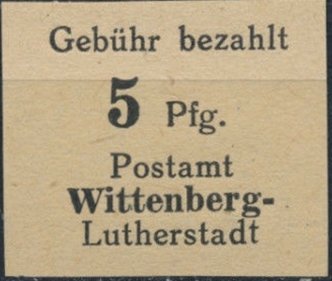 Gebühr bezahlt
5 Pfg.
Postamt
Wittenberg-
Lutherstadt